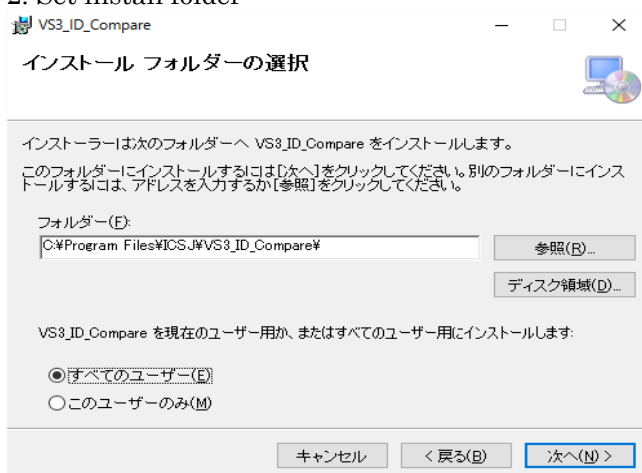 2. Set install folder
VS3_ID_Compare
インストール フォルダーの選択
インストーラーは次のフォルダーへ VS3_ID_Compare をインストールします。
このフォルダーにインストールするには[次へ]をクリックしてください。別のフォルダーにインス
トールするには、アドレスを入力するか[参照]をクリックしてください。
フォルダー(F):
C:¥Program Files¥ICSJ¥VS3_ID_Compare¥
参照(R)...
ディスク領域(D)...
VS3_ID_Compare を現在のユーザー用か、またはすべてのユーザー用にインストールします:
すべてのユーザー(E)
このユーザーのみ(M)
キャンセル
< 戻る(B)
次へ(N) >